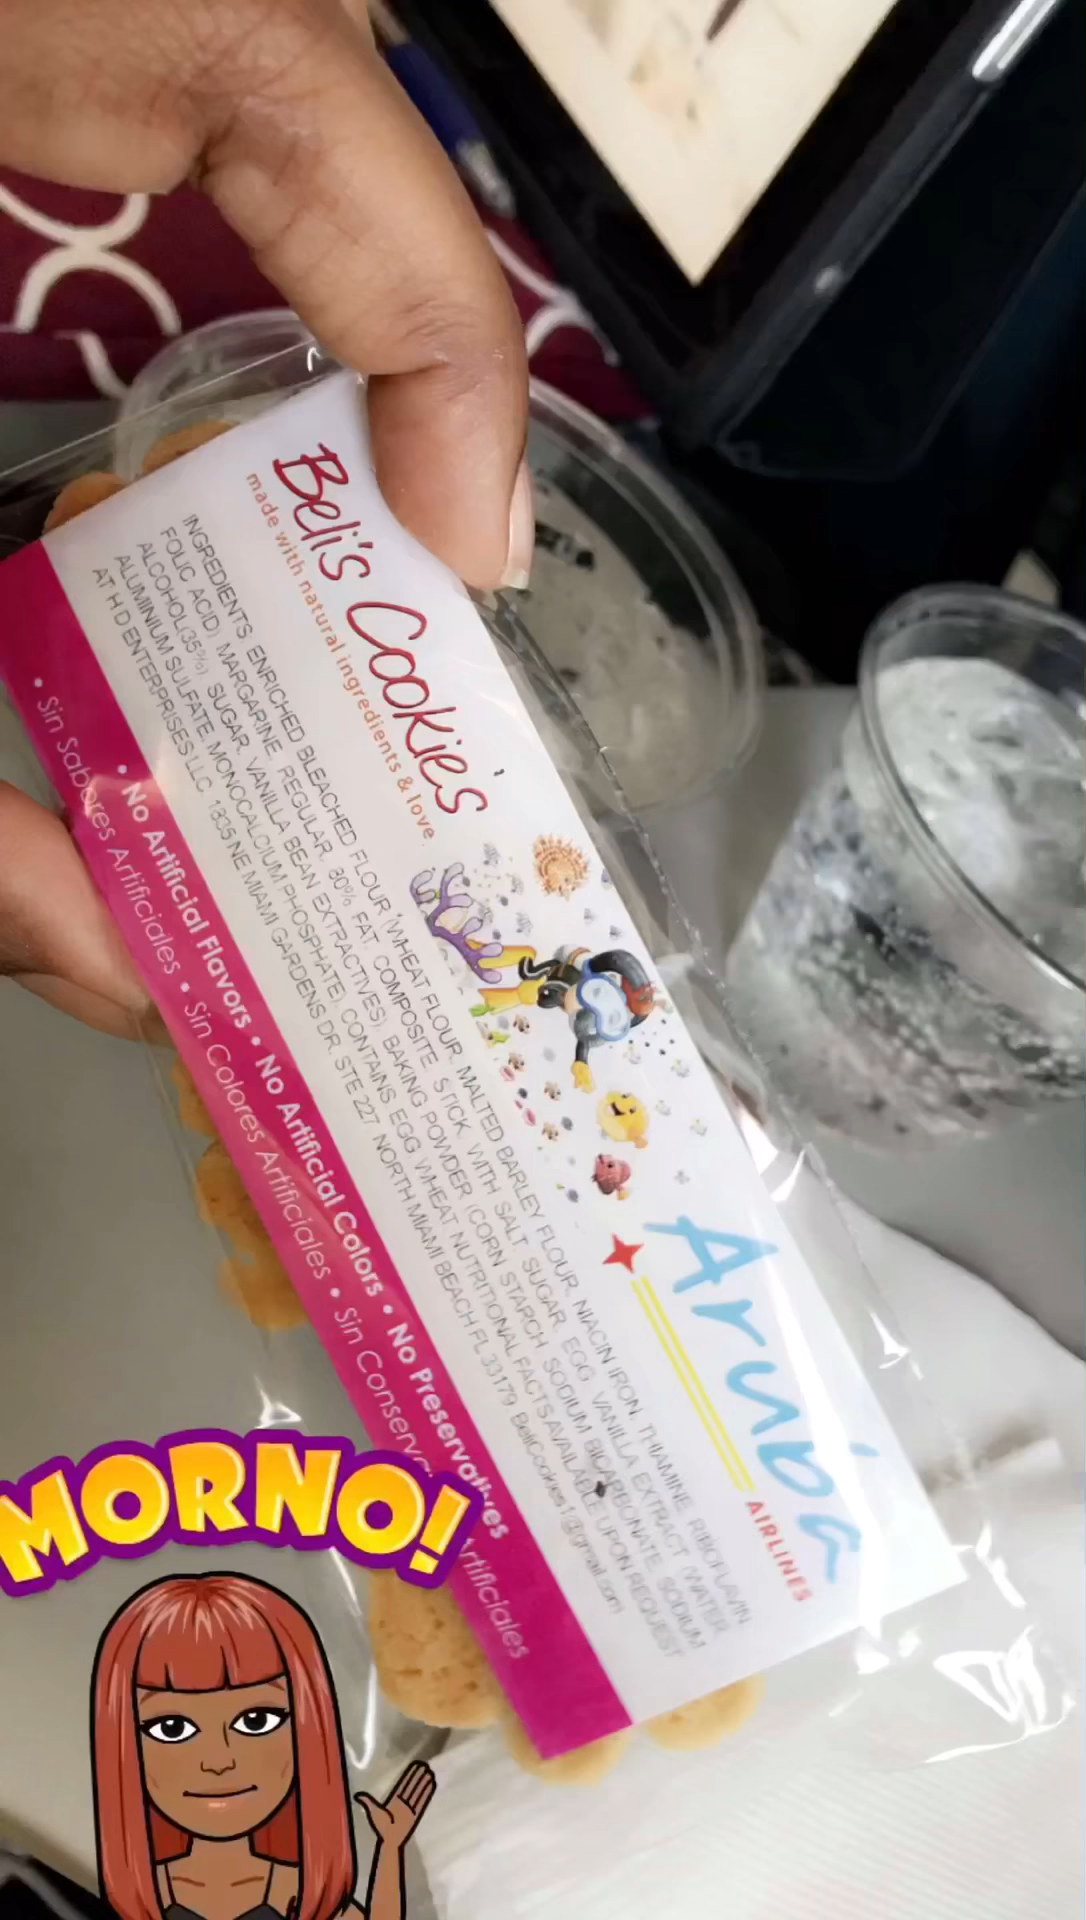 Beli's Cookie's
made with natural ingredients & love.
INGREDIENTS ENRICHED BLEACHED FLOUR (WHEAT FLOUR, MALTED BARLEY FLOUR, NIACIN IRON, THIAMINE RIBOFLAVIN
FOLIC ACID) MARGARINE, REGULAR, 80% FAT, COMPOSITE, STICK, WITH SALT, SUGAR, EGG, VANILLA EXTRACT (WATER,
ALCOHOL(35%), SUGAR, VANILLA BEAN EXTRACTIVES), BAKING POWDER (CORN STARCH, SODIUM BICARBONATE, SODIUM
ALUMINIUM SULFATE, MONOCALCIUM PHOSPHATE), CONTAINS EGG, WHEAT NUTRITIONAL FACTS AVAILABLE UPON REQUEST
AT H D ENTERPRISES LLC 1835 NE MIAMI GARDENS DR. STE 227 NORTH MIAMI BEACH FL 33179 BeliCookies1@gmail.com
Aruba
AIRLINES
• No Artificial Flavors • No Artificial Colors • No Preservatives
• Sin Sabores Artificiales • Sin Colores Artificiales • Sin Conserva Artificiales
MORNO!